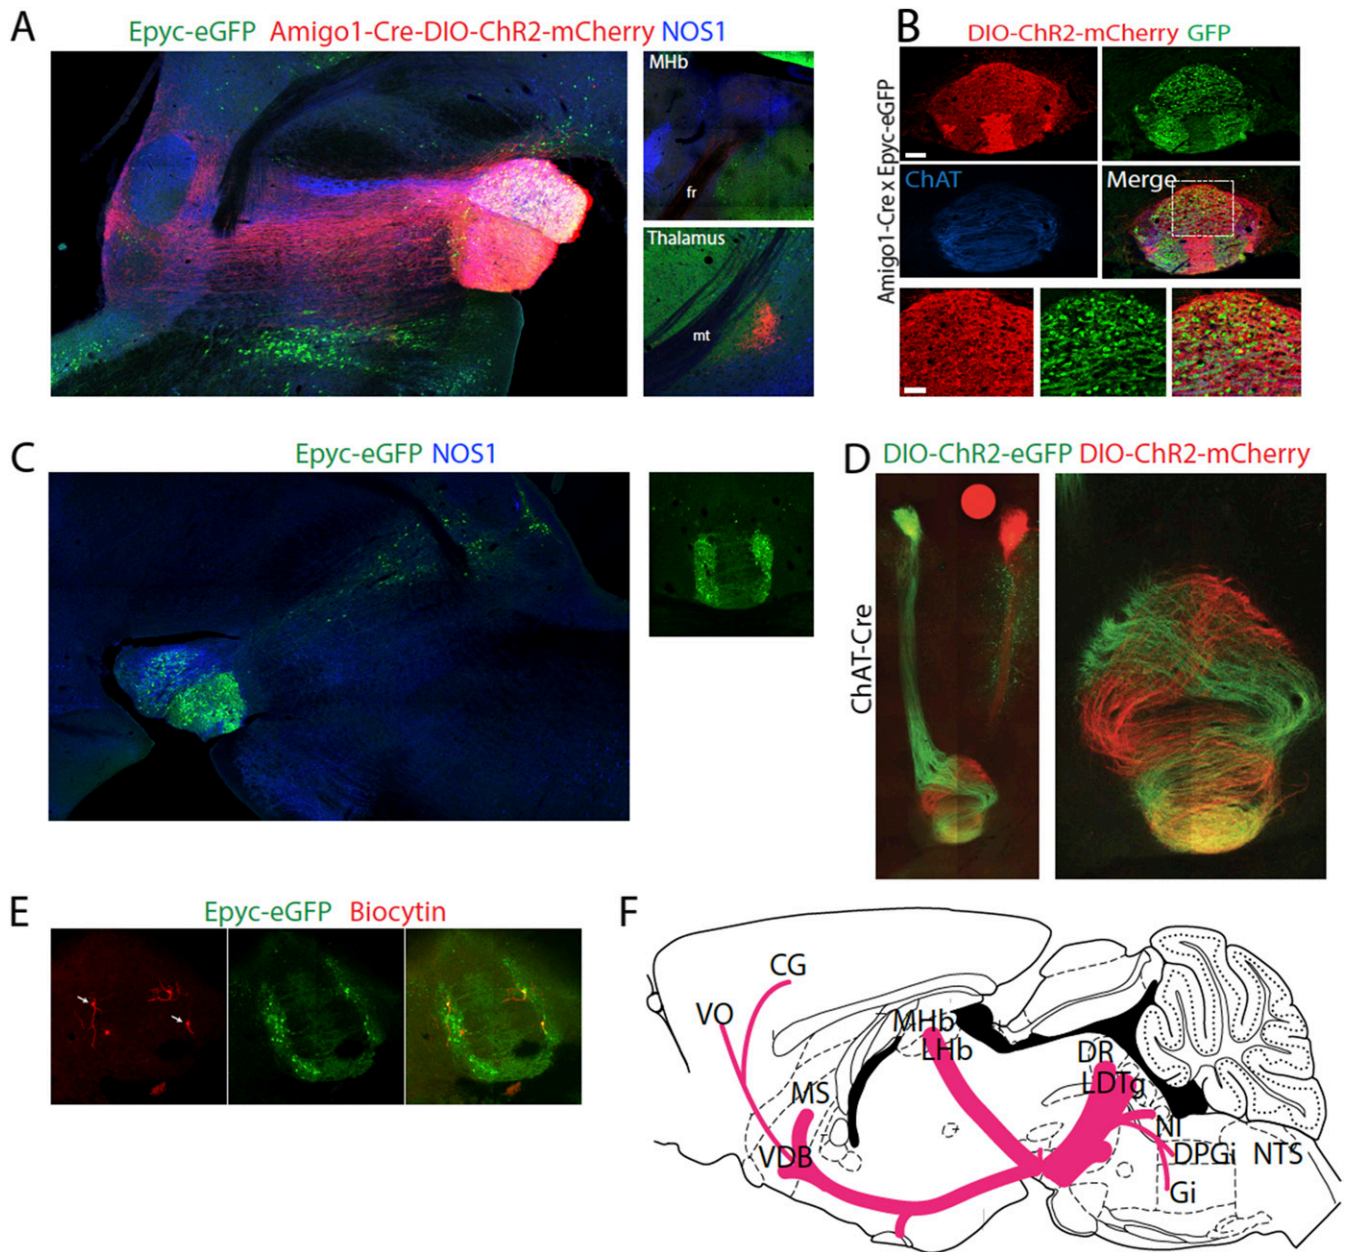 A
Epyc-eGFP Amigo1-Cre-DIO-ChR2-mCherry NOS1
MHb
fr
Thalamus
mt
B
DIO-ChR2-mCherry GFP
Amigo1-Cre x Epyc-eGFP
ChAT
Merge
C
Epyc-eGFP NOS1
D
DIO-ChR2-eGFP DIO-ChR2-mCherry
ChAT-Cre
E
Epyc-eGFP Biocytin
F
CG
VO
MHb
LHb
DR
LDTg
MS
NI
VDB
DPGi
NTS
Gi